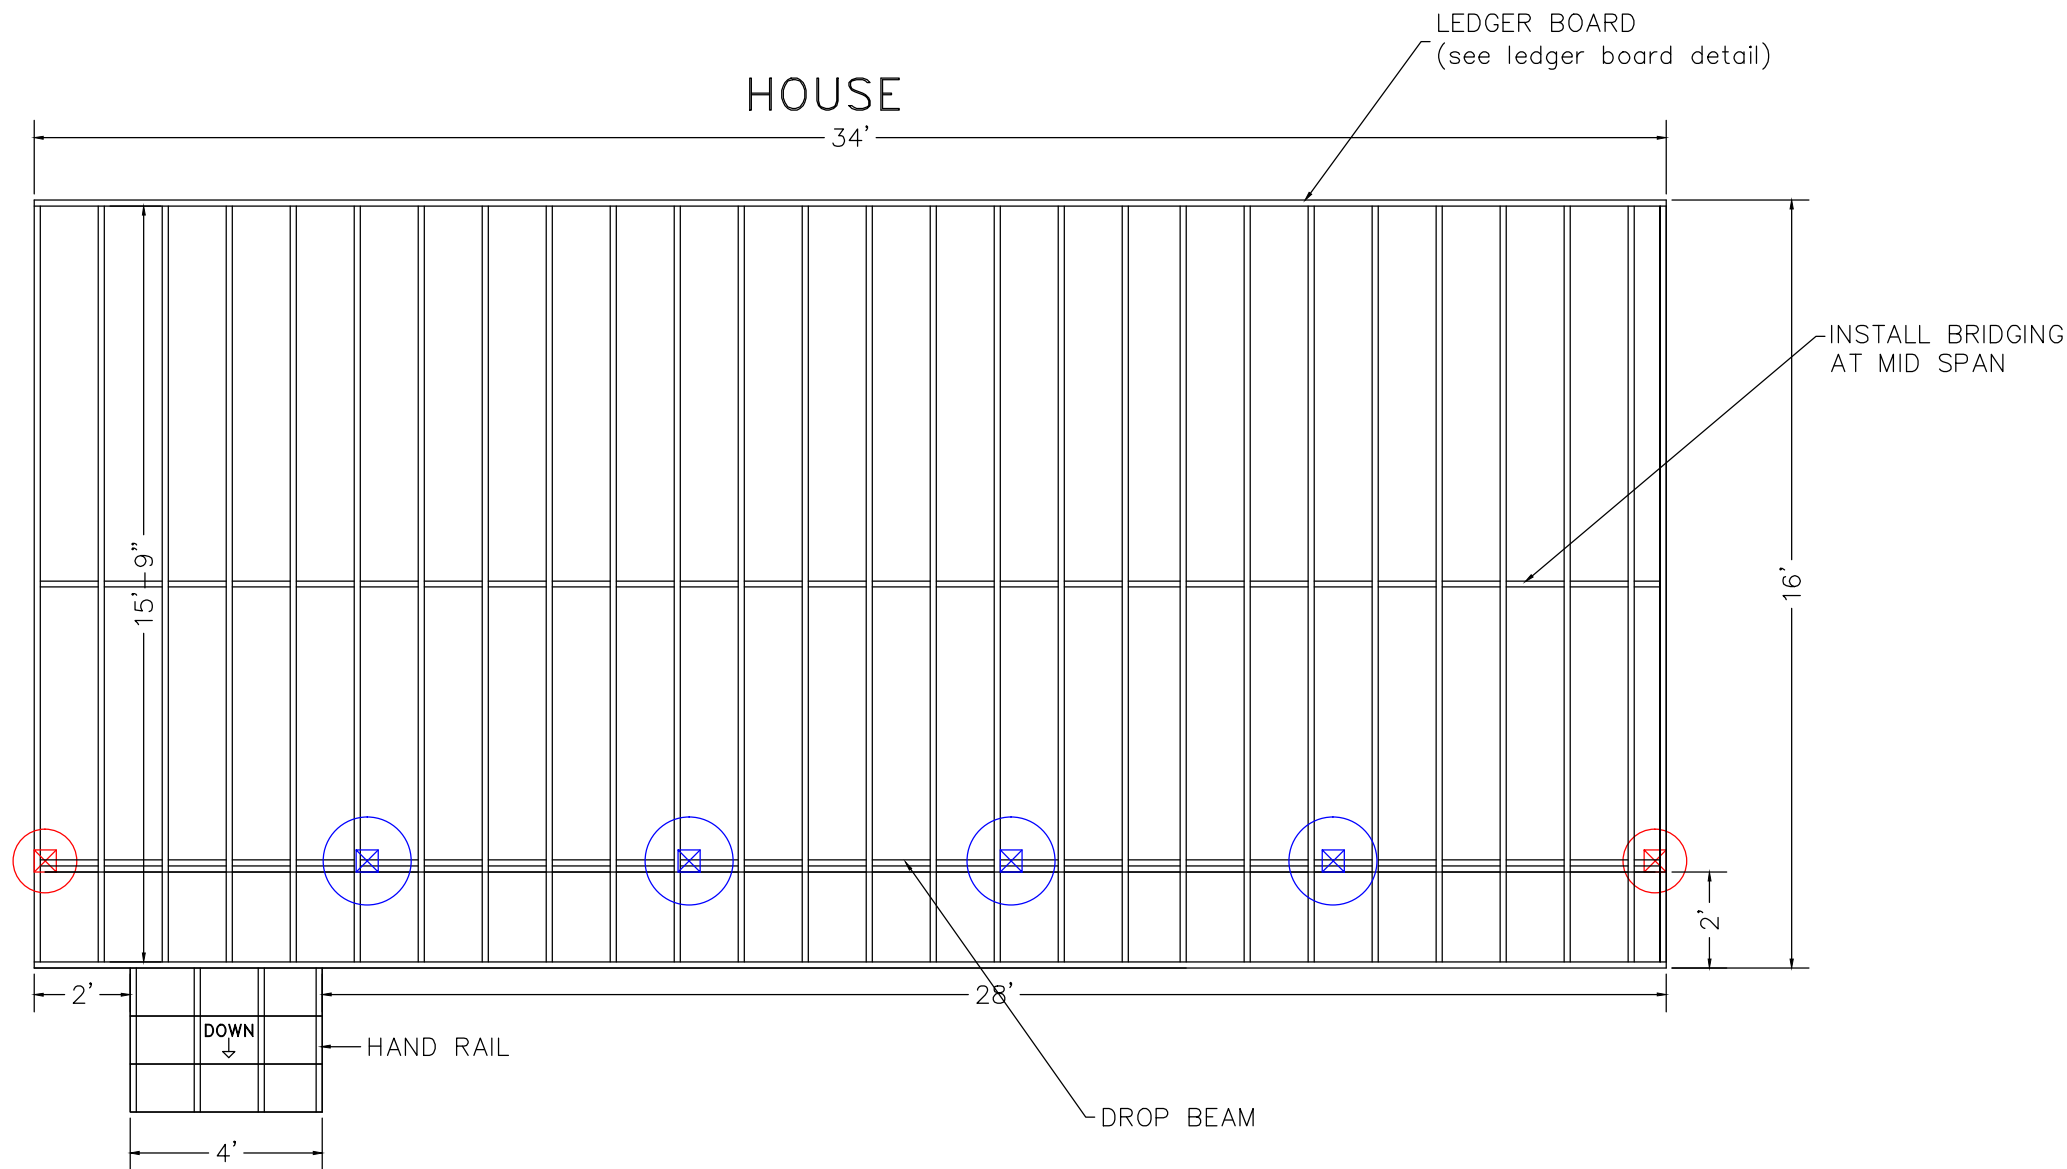 LEDGER BOARD
(see ledger board detail)
HOUSE
34'
INSTALL BRIDGING
AT MID SPAN
15'-9"
16'
2'
2'
28'
DOWN
HAND RAIL
DROP BEAM
4'